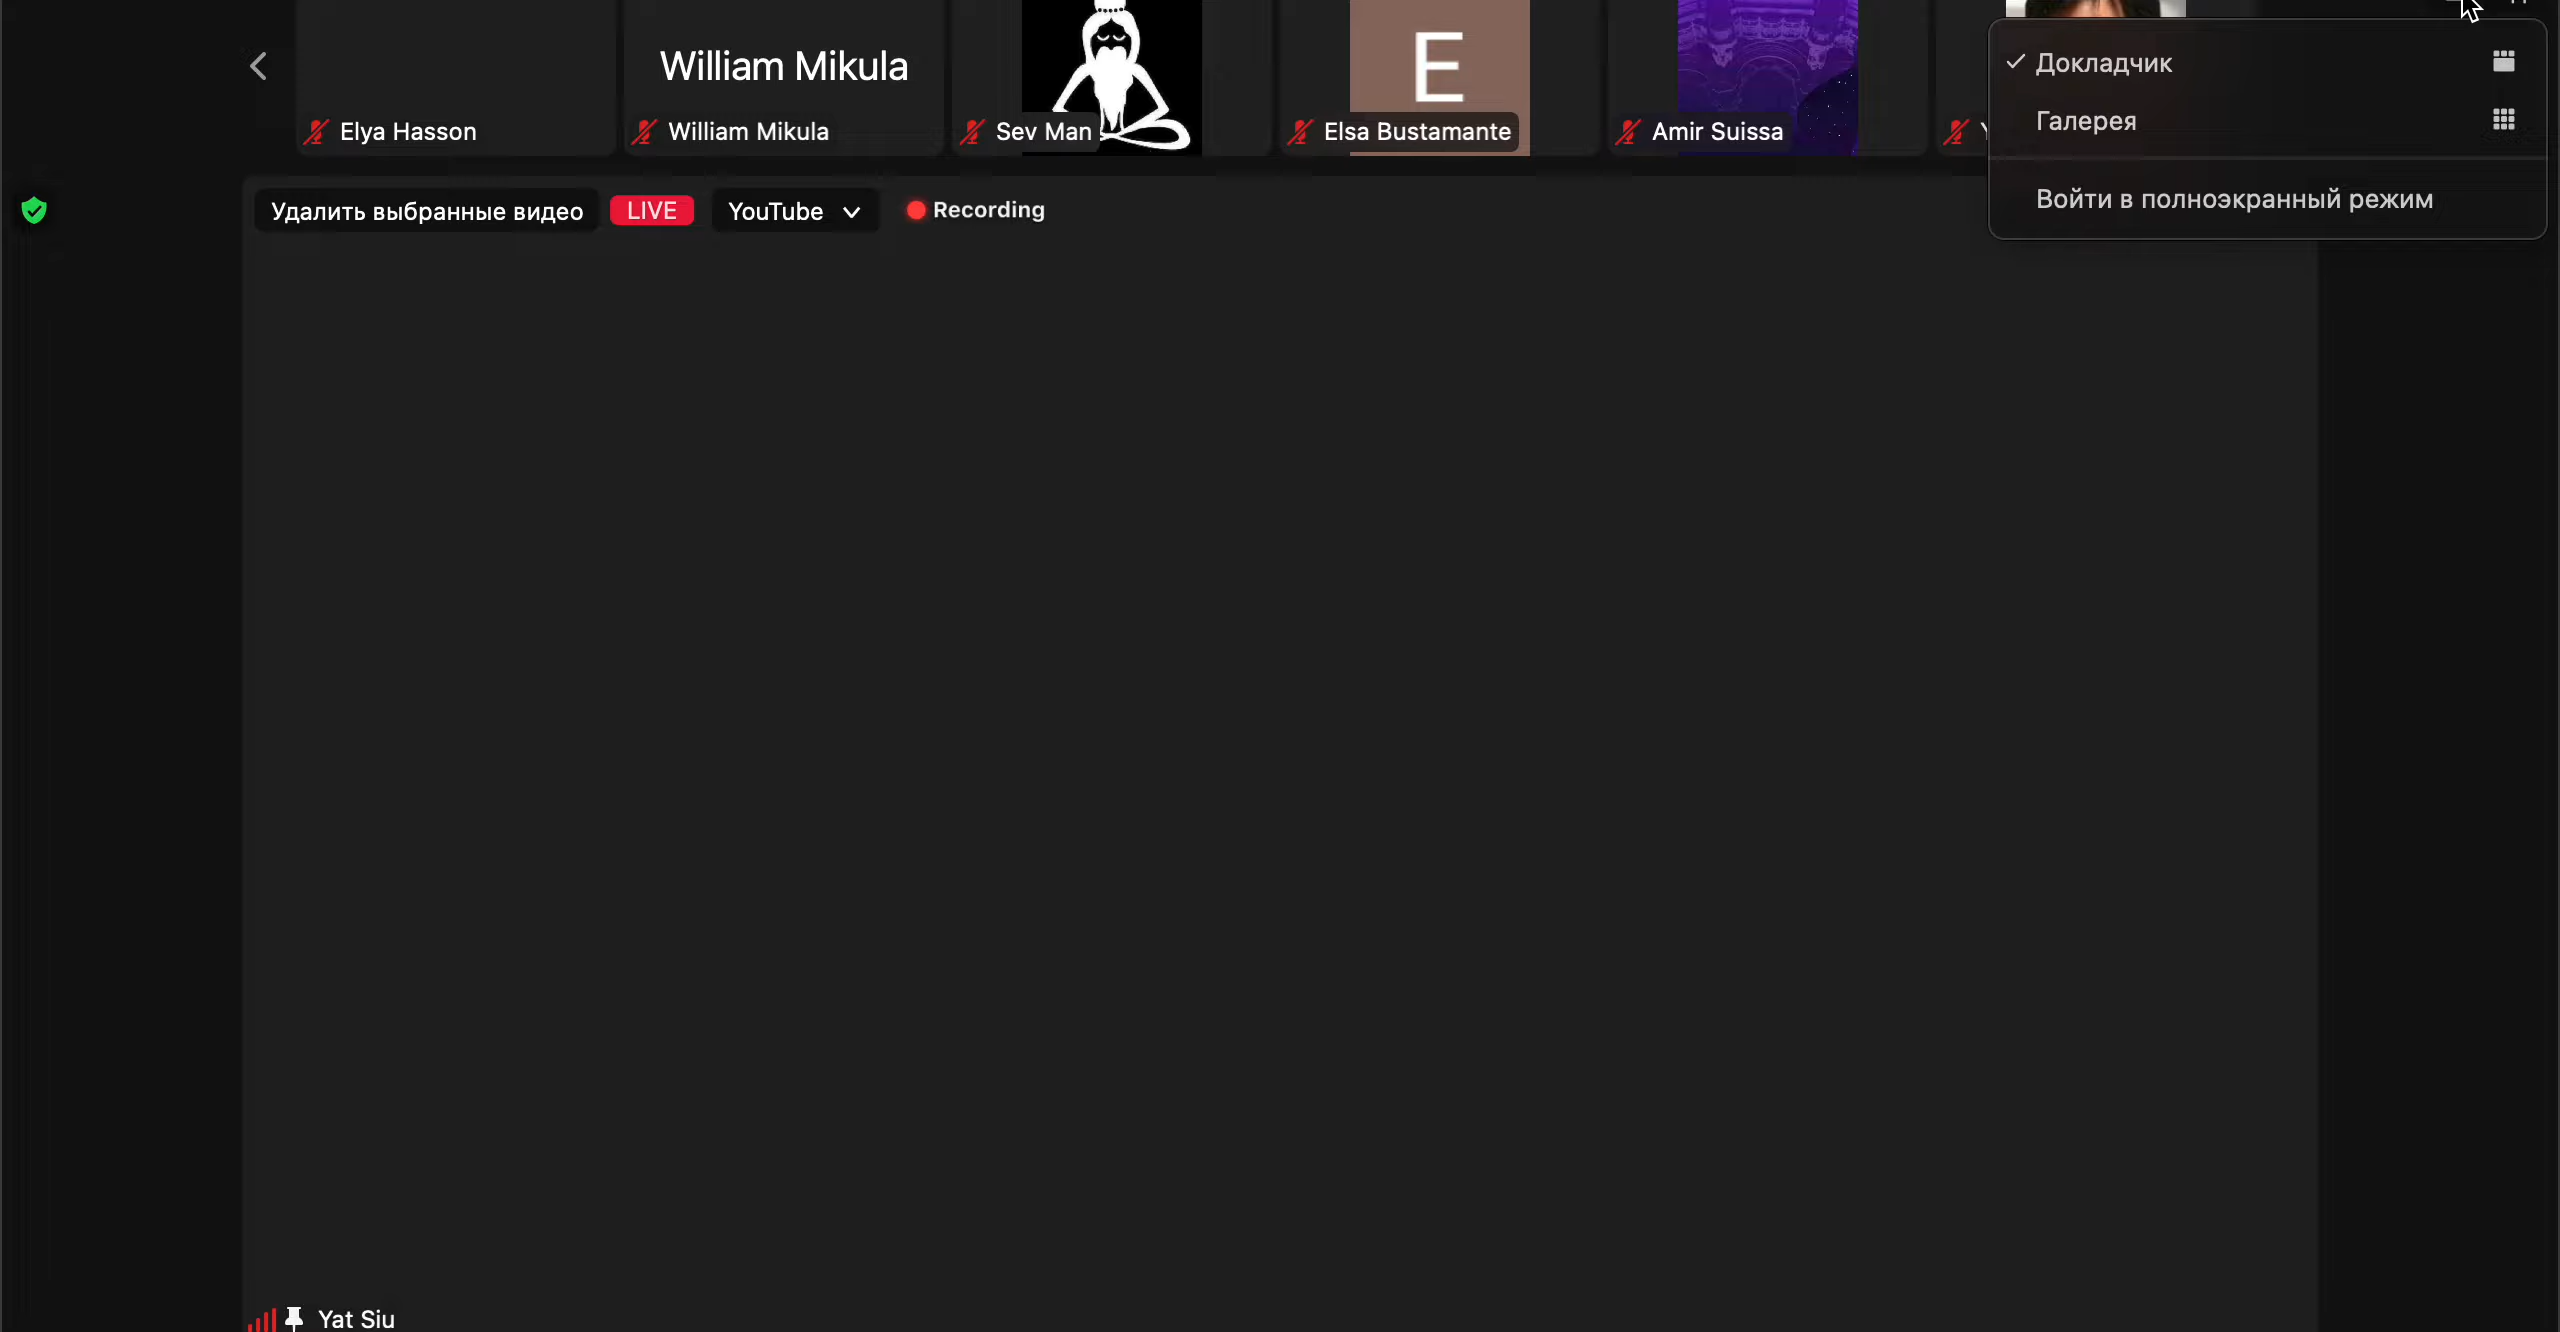 William Mikula
E
Elya Hasson
William Mikula
Sev Man
Elsa Bustamante
Amir Suissa
Докладчик
Галерея
Войти в полноэкранный режим
Удалить выбранные видео
LIVE
YouTube
Recording
Yat Siu